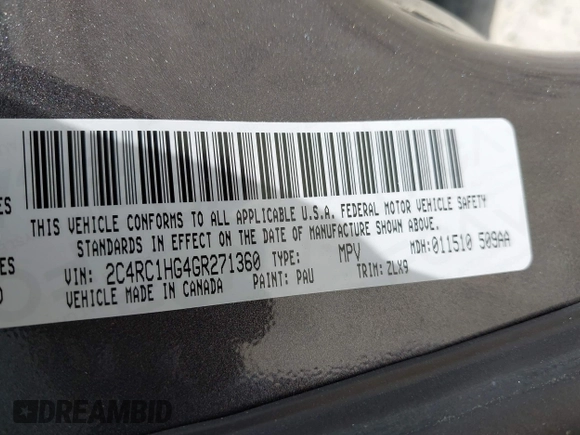 THIS VEHICLE CONFORMS TO ALL APPLICABLE U.S.A. FEDERAL MOTOR VEHICLE SAFETY
STANDARDS IN EFFECT ON THE DATE OF MANUFACTURE SHOWN ABOVE.
VIN: 2C4RC1HG4GR271360 TYPE: MPV MDH: 011510 509AA
VEHICLE MADE IN CANADA PAINT: PAU TRIM: ZLX9
DREAMBID